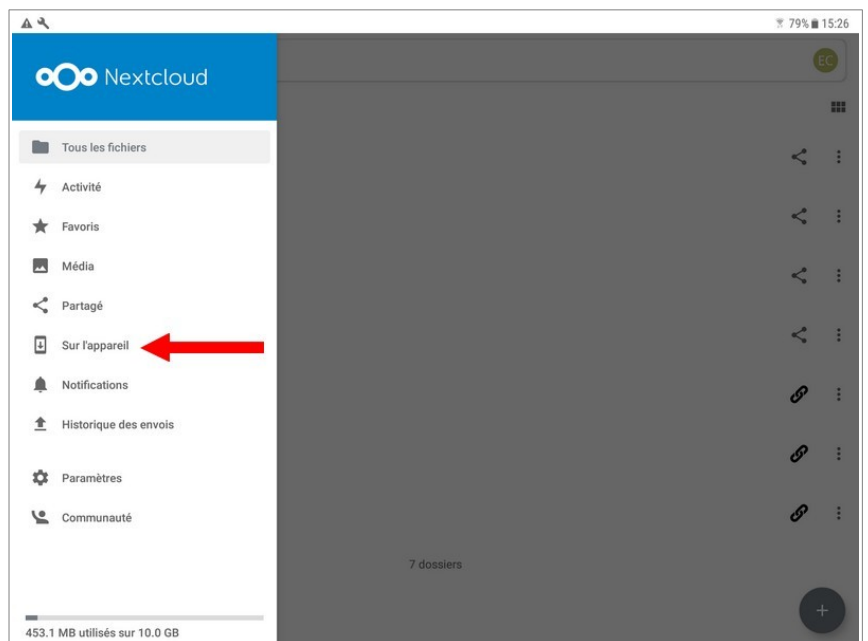 79% 15:26
Nextcloud
EC
Tous les fichiers
Activité
Favoris
Média
Partagé
Sur l'appareil
Notifications
Historique des envois
Paramètres
Communauté
7 dossiers
453.1 MB utilisés sur 10.0 GB